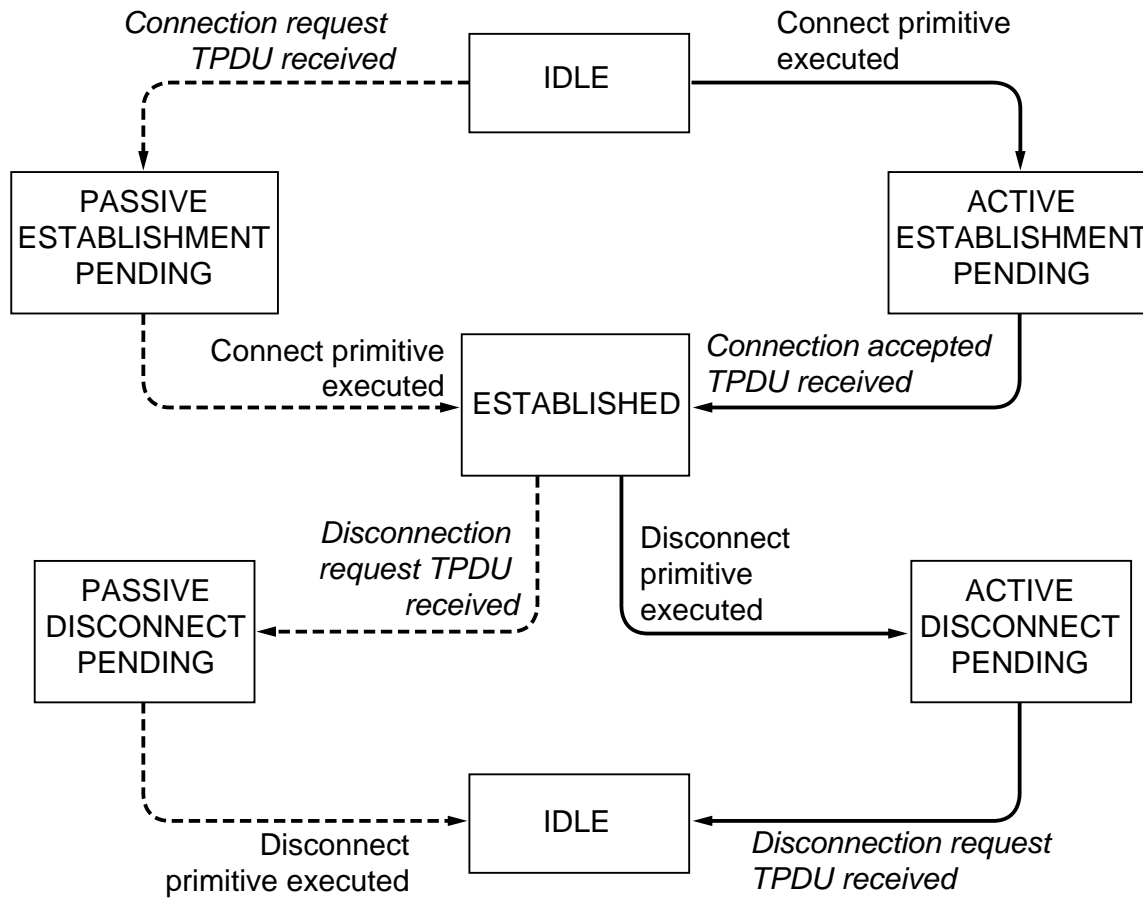 Connection request
TPDU received
IDLE
Connect primitive
executed
PASSIVE
ESTABLISHMENT
PENDING
ACTIVE
ESTABLISHMENT
PENDING
Connect primitive
executed
ESTABLISHED
Connection accepted
TPDU received
Disconnection
request TPDU
received
Disconnect
primitive
executed
PASSIVE
DISCONNECT
PENDING
ACTIVE
DISCONNECT
PENDING
Disconnect
primitive executed
IDLE
Disconnection request
TPDU received